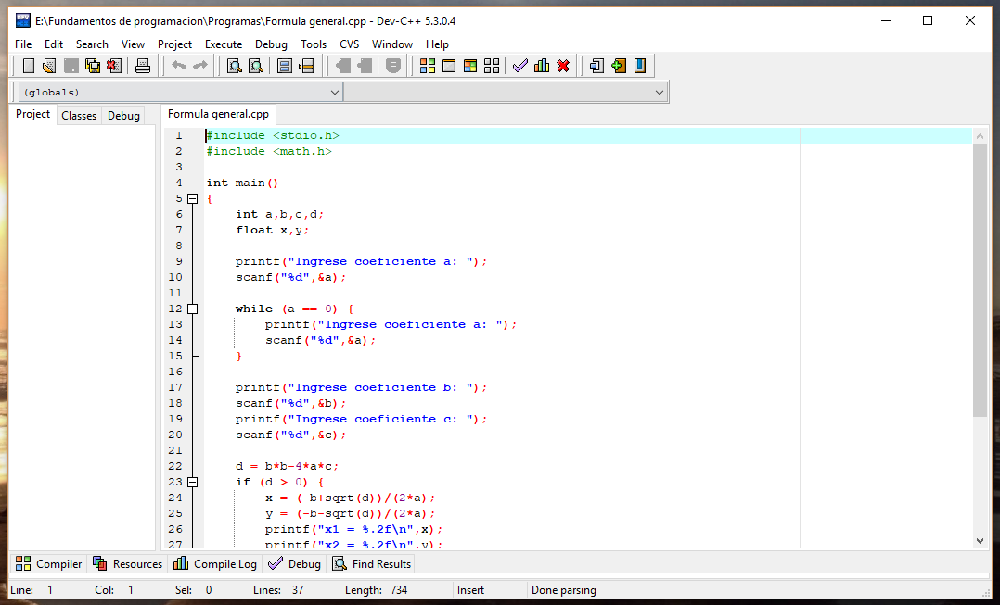 E:\Fundamentos de programacion\Programas\Formula general.cpp - Dev-C++ 5.3.0.4
File Edit Search View Project Execute Debug Tools CVS Window Help
(globals)
Project Classes Debug
Formula general.cpp
1 #include <stdio.h>
2 #include <math.h>
3
4 int main()
5 {
6 int a,b,c,d;
7 float x,y;
8
9 printf("Ingrese coeficiente a: ");
10 scanf("%d",&a);
11
12 while (a == 0) {
13 printf("Ingrese coeficiente a: ");
14 scanf("%d",&a);
15 }
16
17 printf("Ingrese coeficiente b: ");
18 scanf("%d",&b);
19 printf("Ingrese coeficiente c: ");
20 scanf("%d",&c);
21
22 d = b*b-4*a*c;
23 if (d > 0) {
24 x = (-b+sqrt(d))/(2*a);
25 y = (-b-sqrt(d))/(2*a);
26 printf("x1 = %.2f\n",x);
27 printf("x2 = %.2f\n",y);
Compiler Resources Compile Log Debug Find Results
Line: 1 Col: 1 Sel: 0 Lines: 37 Length: 734 Insert Done parsing